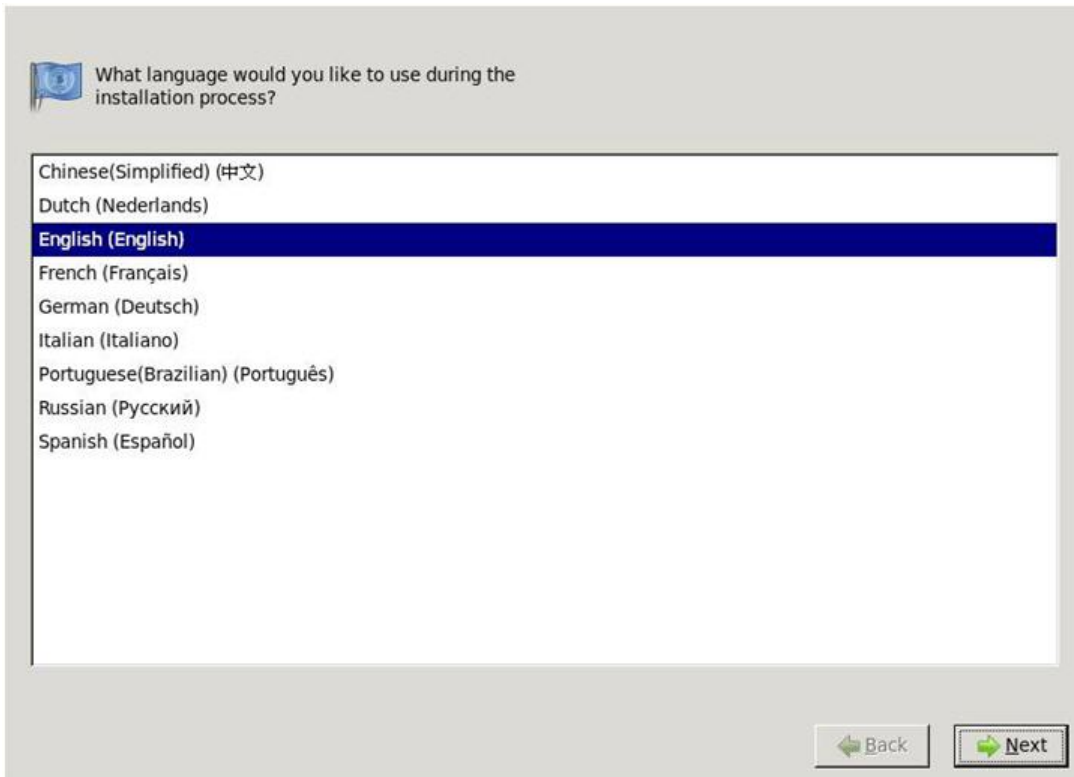 What language would you like to use during the
installation process?
Chinese(Simplified) (中文)
Dutch (Nederlands)
English (English)
French (Français)
German (Deutsch)
Italian (Italiano)
Portuguese(Brazilian) (Português)
Russian (Русский)
Spanish (Español)
Back
Next